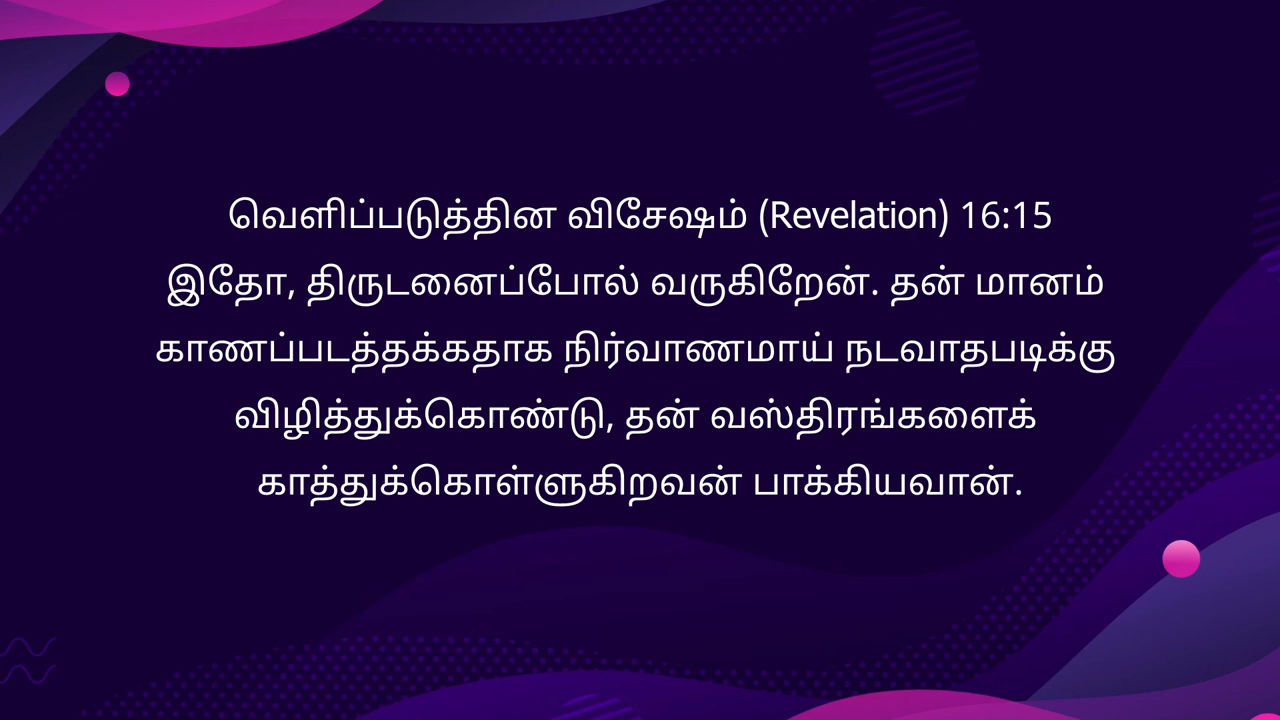 வெளிப்படுத்தின விசேஷம் (Revelation) 16:15
இதோ, திருடனைப்போல் வருகிறேன். தன் மானம்
காணப்படத்தக்கதாக நிர்வாணமாய் நடவாதபடிக்கு
விழித்துக்கொண்டு, தன் வஸ்திரங்களைக்
காத்துக்கொள்ளுகிறவன் பாக்கியவான்.